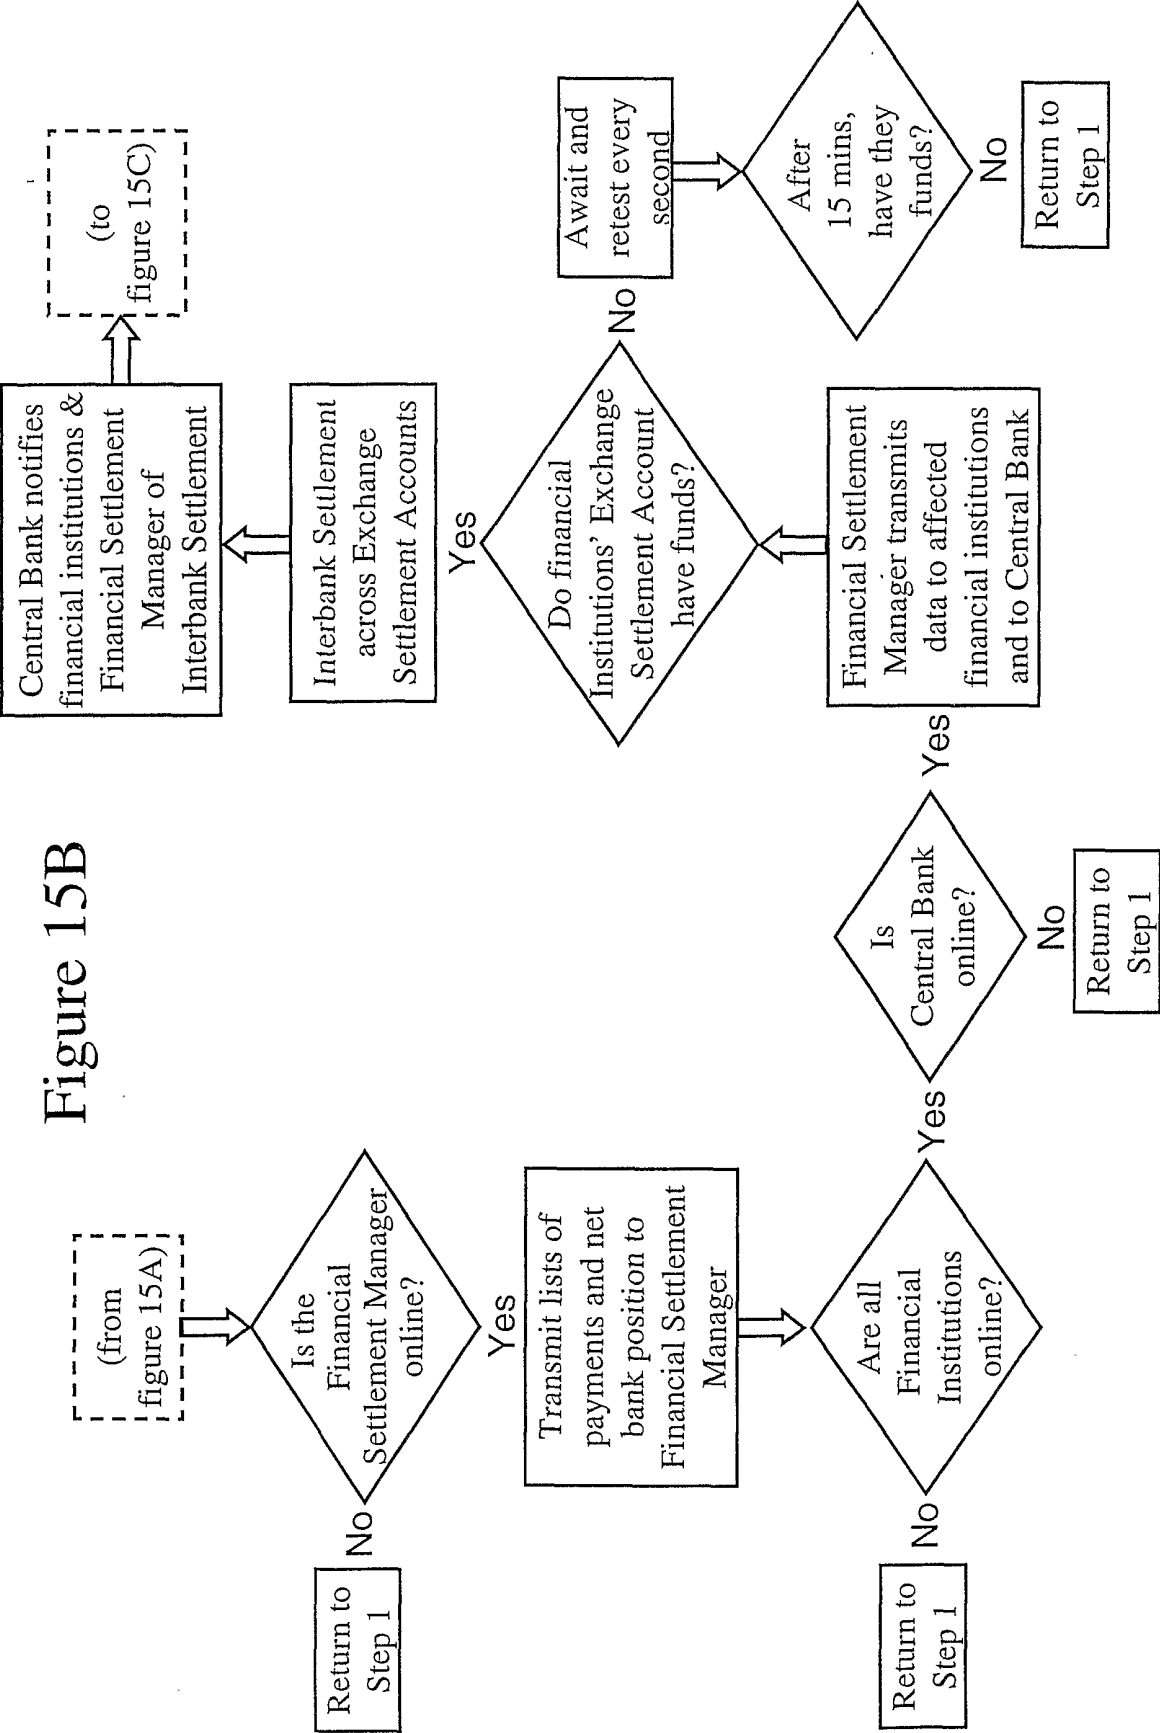 Figure 15B
(from
figure 15A)
Is the
Financial
Settlement Manager
online?
No
Return to
Step 1
Yes
Transmit lists of
payments and net
bank position to
Financial Settlement
Manager
Are all
Financial
Institutions
online?
No
Return to
Step 1
Yes
Is
Central Bank
online?
No
Return to
Step 1
Yes
Financial Settlement
Manager transmits
data to affected
financial institutions
and to Central Bank
Do financial
Institutions' Exchange
Settlement Account
have funds?
No
Await and
retest every
second
After
15 mins,
have they
funds?
No
Return to
Step 1
Yes
Interbank Settlement
across Exchange
Settlement Accounts
Central Bank notifies
financial institutions &
Financial Settlement
Manager of
Interbank Settlement
(to
figure 15C)